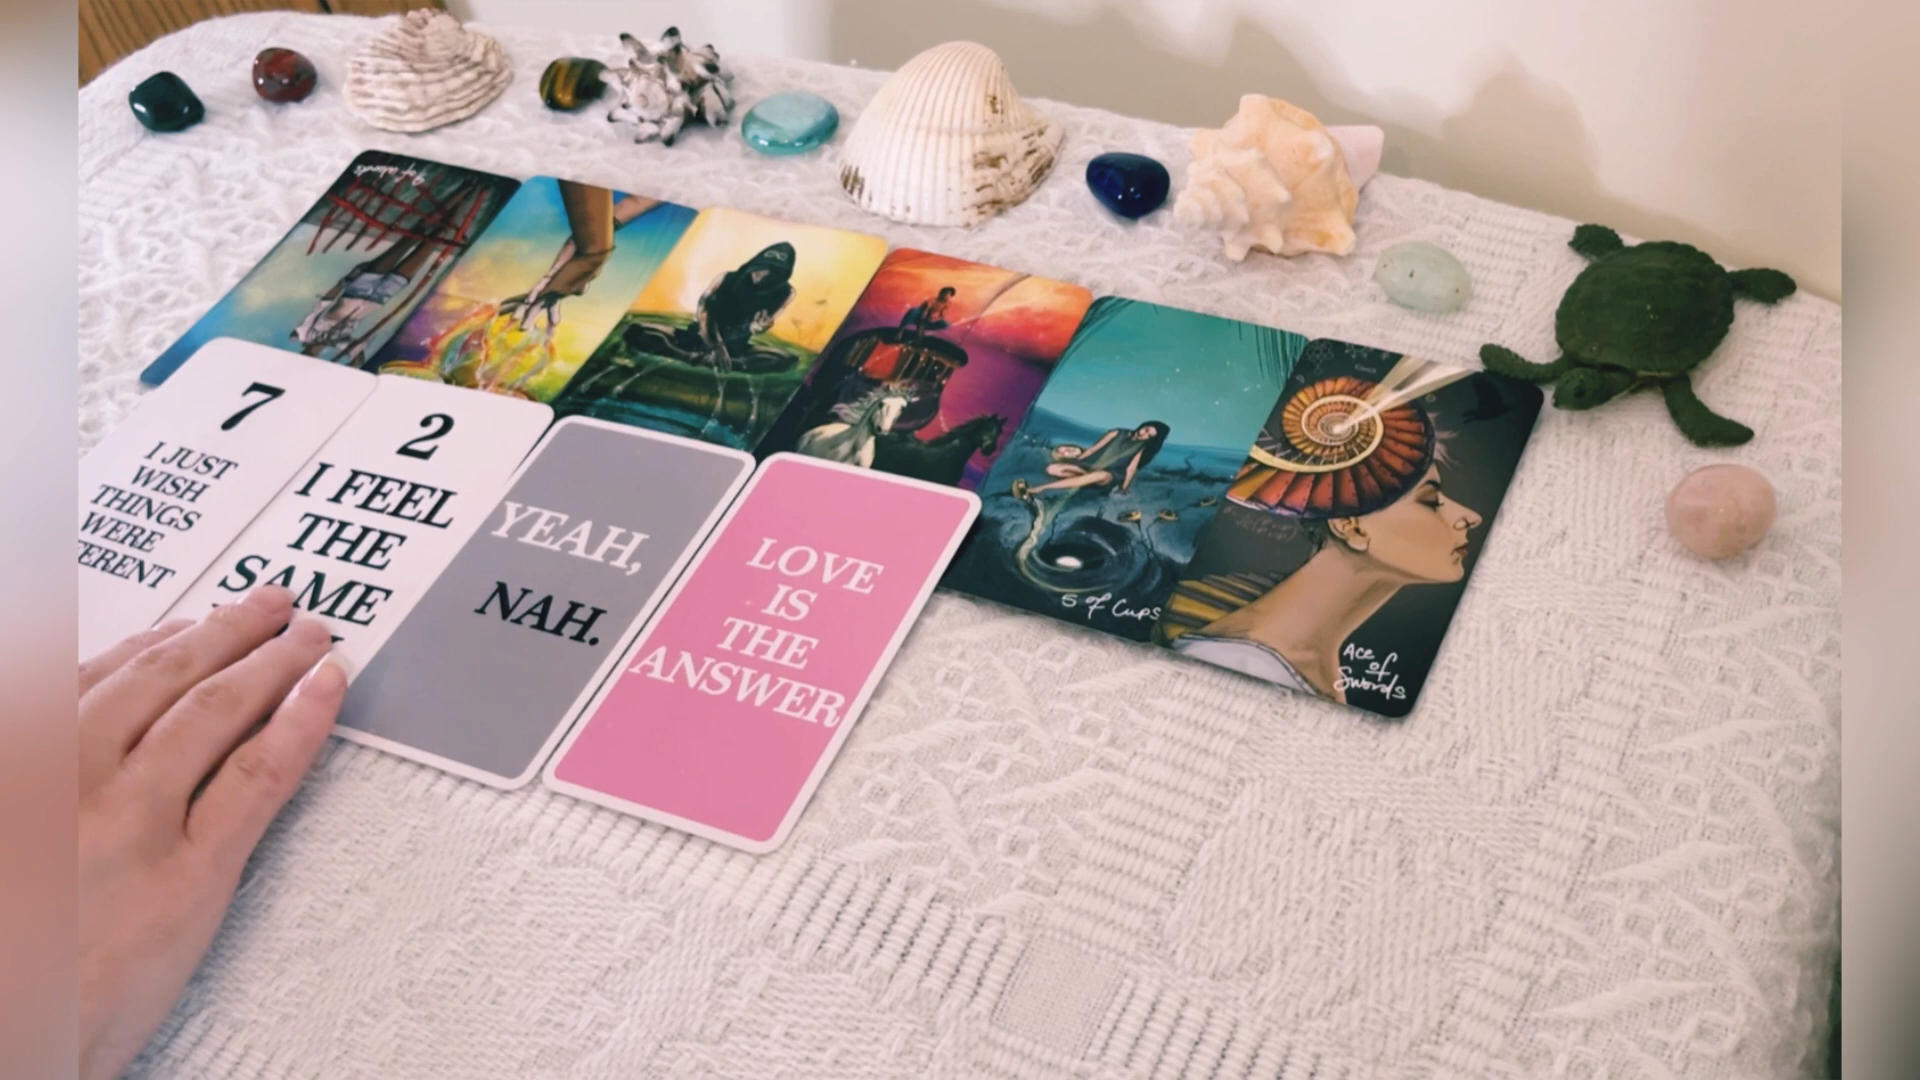 7
I JUST
WISH
THINGS
WERE
2
I FEEL
THE
SAME
YEAH,
NAH.
LOVE
IS
THE
ANSWER
5 of Cups
Ace
of
Swords